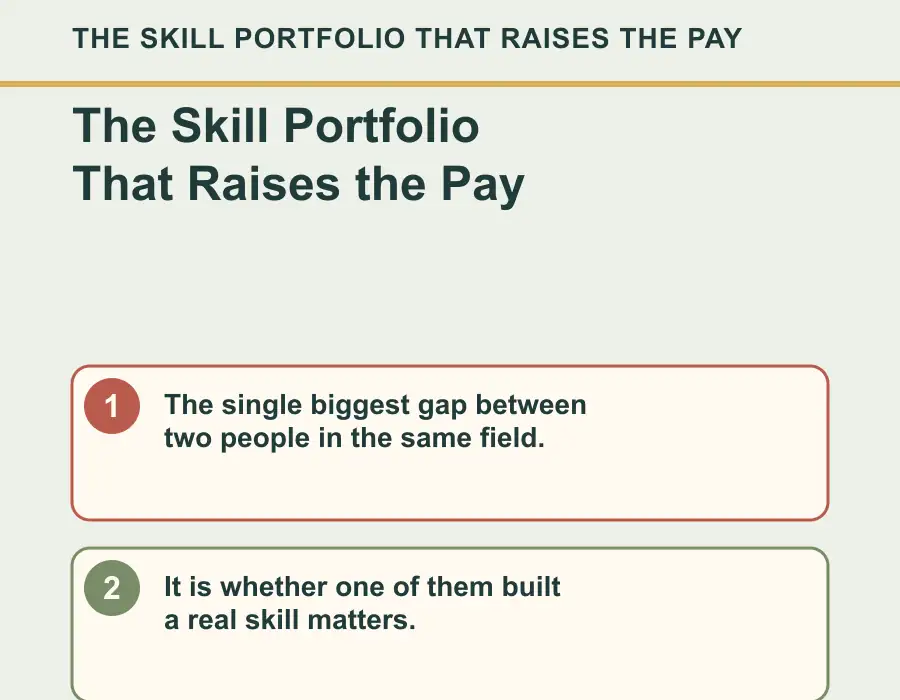 THE SKILL PORTFOLIO THAT RAISES THE PAY
The Skill Portfolio
That Raises the Pay
1
The single biggest gap between
two people in the same field.
2
It is whether one of them built
a real skill matters.